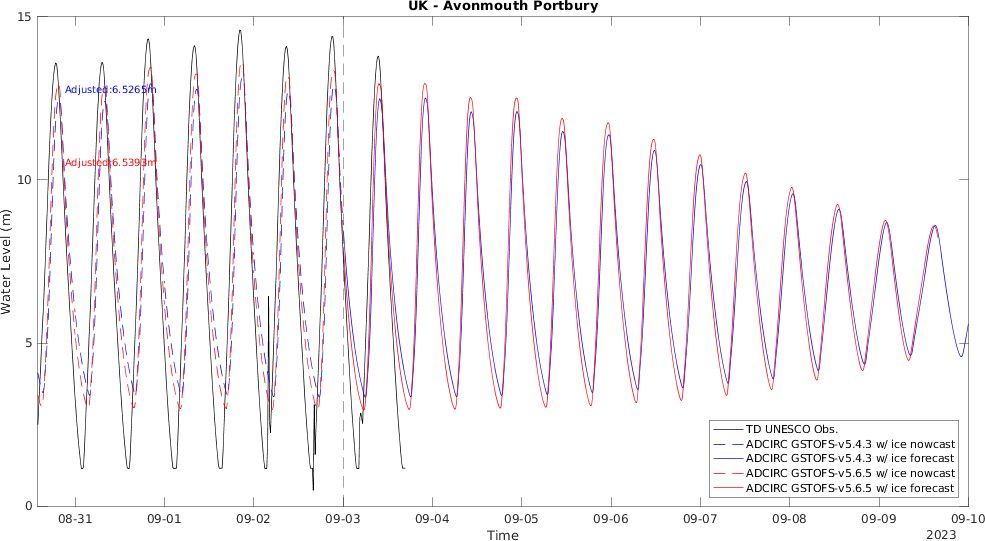 UK - Avonmouth Portbury
15
Adjusted:6.5265m
Adjusted:6.5393m
10
Water Level (m)
5
TD UNESCO Obs.
ADCIRC GSTOFS-v5.4.3 w/ ice nowcast
ADCIRC GSTOFS-v5.4.3 w/ ice forecast
ADCIRC GSTOFS-v5.6.5 w/ ice nowcast
ADCIRC GSTOFS-v5.6.5 w/ ice forecast
0
08-31 09-01 09-02 09-03 09-04 09-05 09-06 09-07 09-08 09-09 09-10
Time
2023